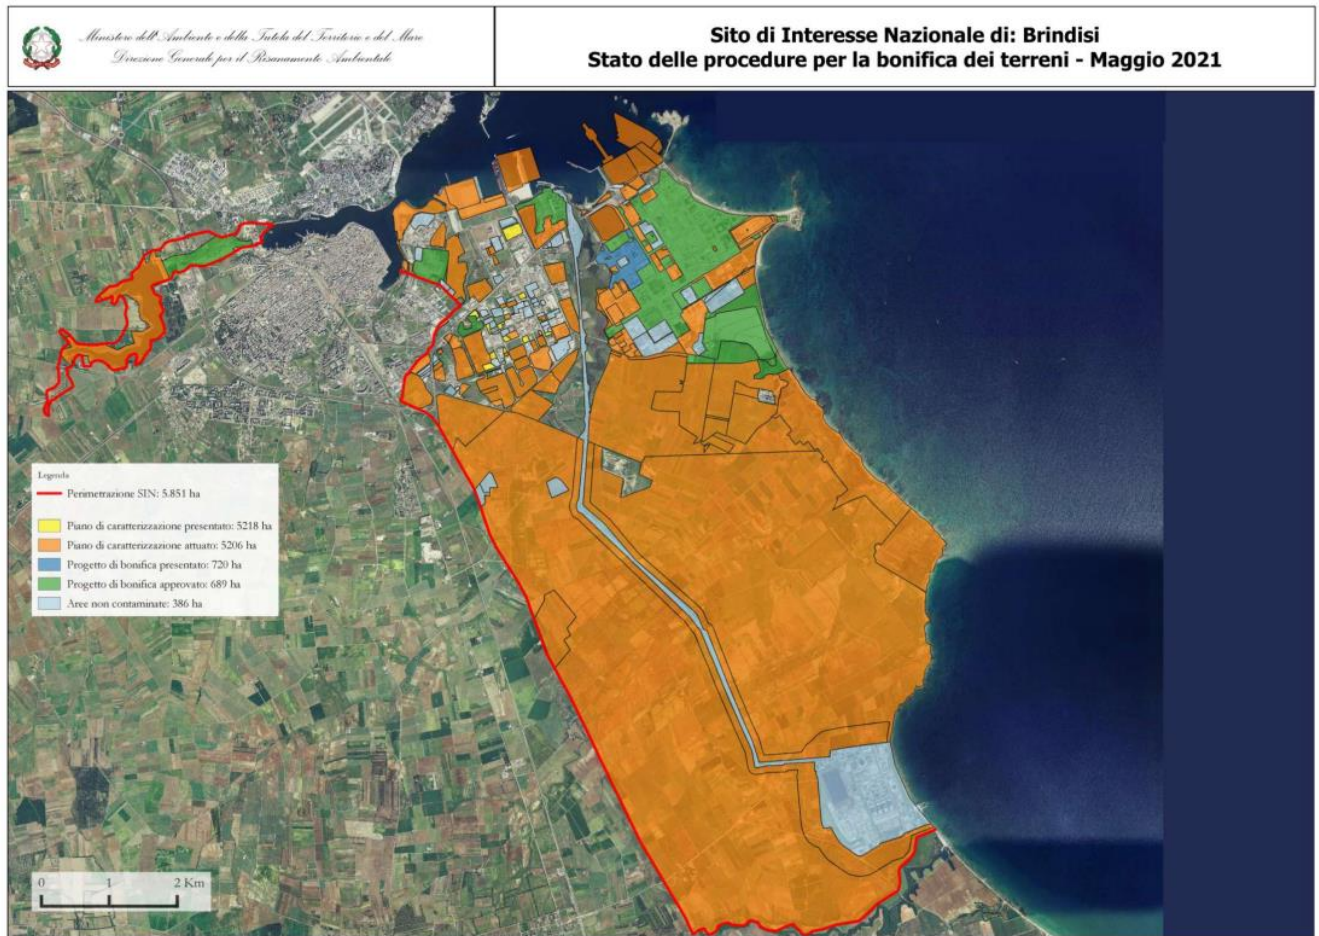 Ministero dell'Ambiente e della Tutela del Territorio e del Mare
Direzione Generale per il Risanamento Ambientale
Sito di Interesse Nazionale di: Brindisi
Stato delle procedure per la bonifica dei terreni - Maggio 2021
Legenda
Perimetrazione SIN: 5.851 ha
Piano di caratterizzazione presentato: 5218 ha
Piano di caratterizzazione attuato: 5206 ha
Progetto di bonifica presentato: 720 ha
Progetto di bonifica approvato: 689 ha
Aree non contaminate: 386 ha
0 1 2 Km